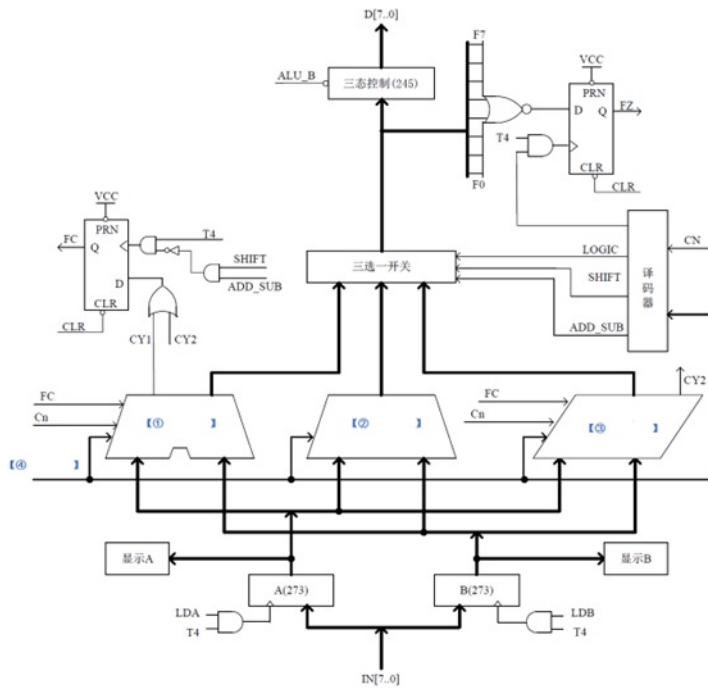 D[7..0]
ALU_B
三态控制(245)
F7
F0
VCC
PRN
D
Q
FZ
CLR
CLR
T4
VCC
PRN
FC
Q
D
CLR
CLR
T4
SHIFT
ADD_SUB
CY1
CY2
三选一开关
LOGIC
SHIFT
ADD_SUB
译码器
CN
CY2
FC
Cn
【① 】
【② 】
FC
Cn
【③ 】
【④ 】
显示A
显示B
A(273)
B(273)
LDA
T4
LDB
T4
IN[7..0]